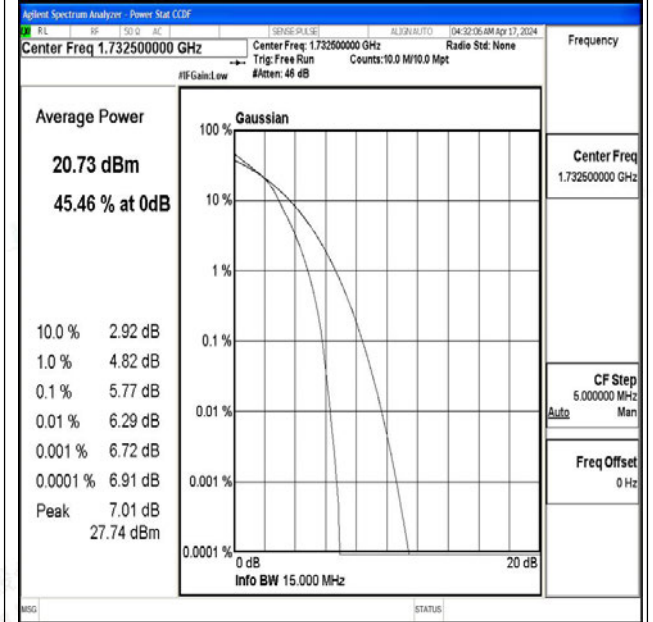 Agilent Spectrum Analyzer - Power Stat CCDF
RL RF 50 Ω AC SENSE:PULSE ALIGN AUTO 04:32:06 AM Apr 17, 2024
Center Freq 1.732500000 GHz
Center Freq: 1.732500000 GHz Radio Std: None
Trig: Free Run Counts:10.0 M/10.0 Mpt
#IFGain:Low #Atten: 46 dB
Frequency
Average Power
20.73 dBm
45.46 % at 0dB
10.0 % 2.92 dB
1.0 % 4.82 dB
0.1 % 5.77 dB
0.01 % 6.29 dB
0.001 % 6.72 dB
0.0001 % 6.91 dB
Peak 7.01 dB
27.74 dBm
Gaussian
100 %
10 %
1 %
0.1 %
0.01 %
0.001 %
0.0001 %
0 dB 20 dB
Info BW 15.000 MHz
Center Freq
1.732500000 GHz
CF Step
5.000000 MHz
Auto Man
Freq Offset
0 Hz
MSG STATUS